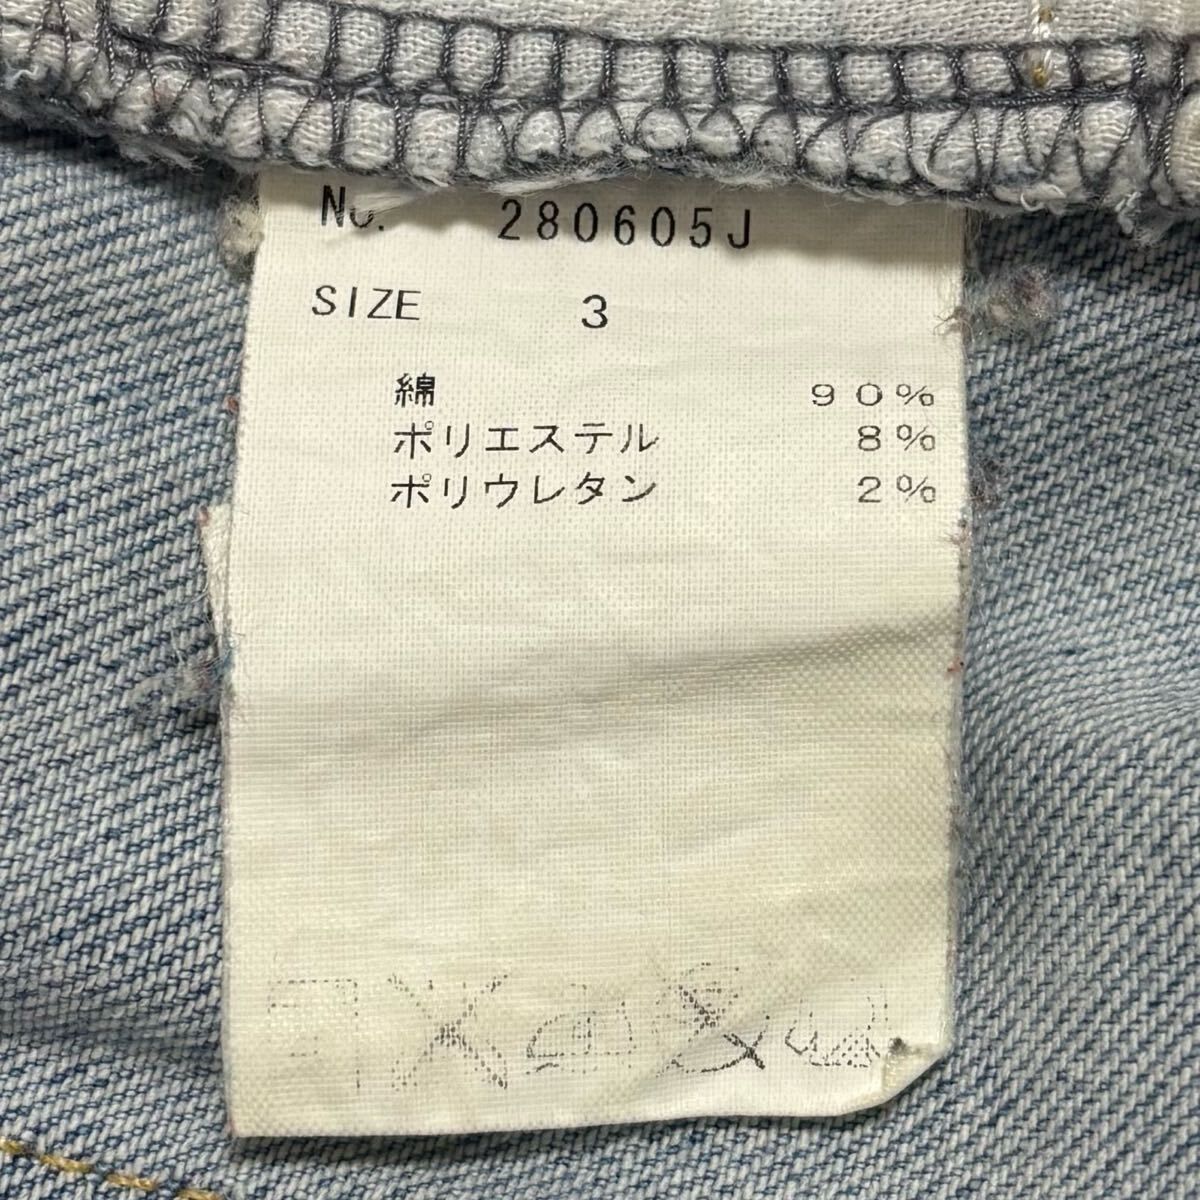 No. 280605J
SIZE 3
綿 90%
ポリエステル 8%
ポリウレタン 2%